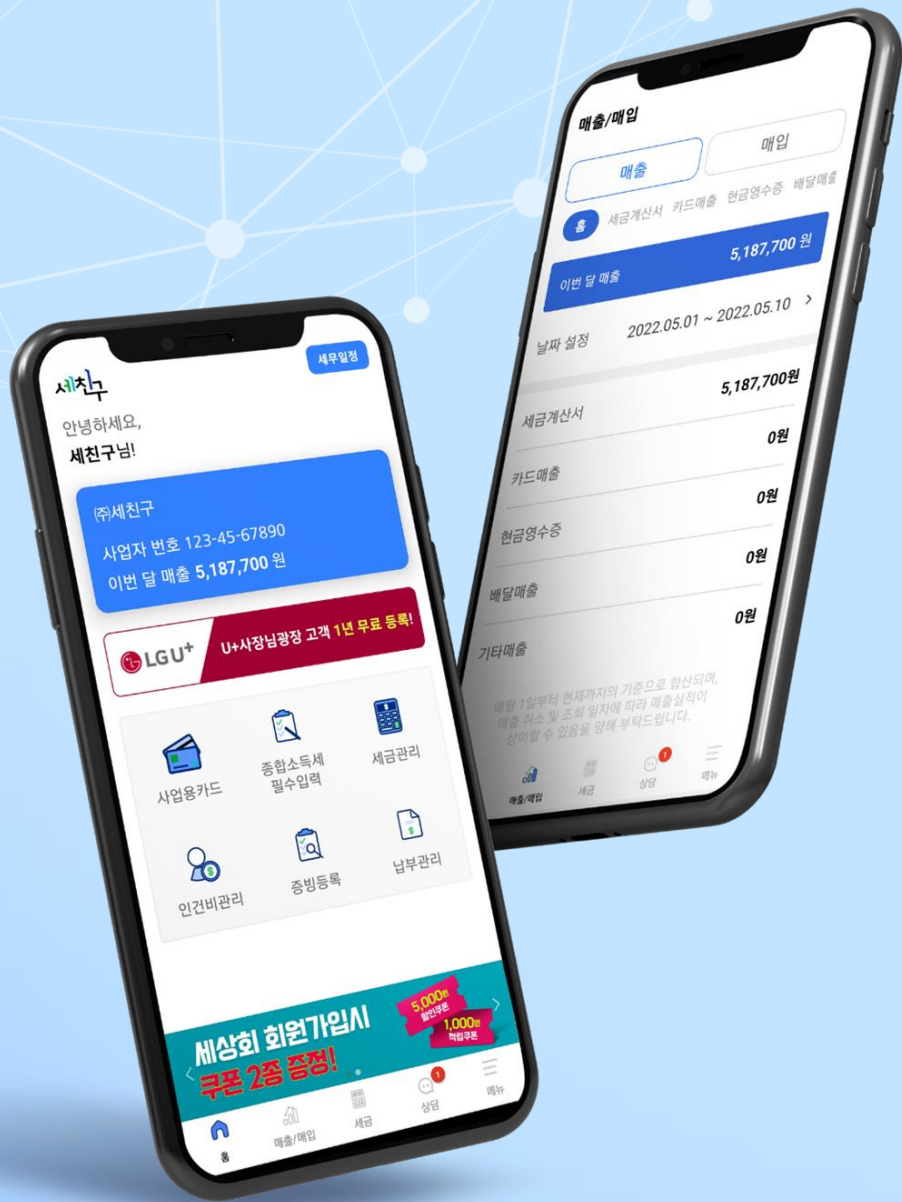 세친구
세무일정
안녕하세요,
세친구님!
㈜세친구
사업자 번호 123-45-67890
이번 달 매출 5,187,700 원
LG U+
U+사장님광장 고객 1년 무료 등록!
사업용카드
종합소득세
필수입력
세금관리
인건비관리
증빙등록
납부관리
세상회 회원가입시
쿠폰 2종 증정!
5,000원
할인쿠폰
1,000원
적립쿠폰
홈
매출/매입
세금
1
상담
메뉴
매출/매입
매출
매입
홈
세금계산서
카드매출
현금영수증
배달매출
이번 달 매출
5,187,700 원
날짜 설정
2022.05.01 ~ 2022.05.10 >
세금계산서
5,187,700원
카드매출
0원
현금영수증
0원
배달매출
0원
기타매출
0원
매월 1일부터 현재까지의 기준으로 합산되며,
매출 취소 및 조회 일자에 따라 매출실적이
상이할 수 있음을 양해 부탁드립니다.
매출/매입
세금
1
상담
메뉴